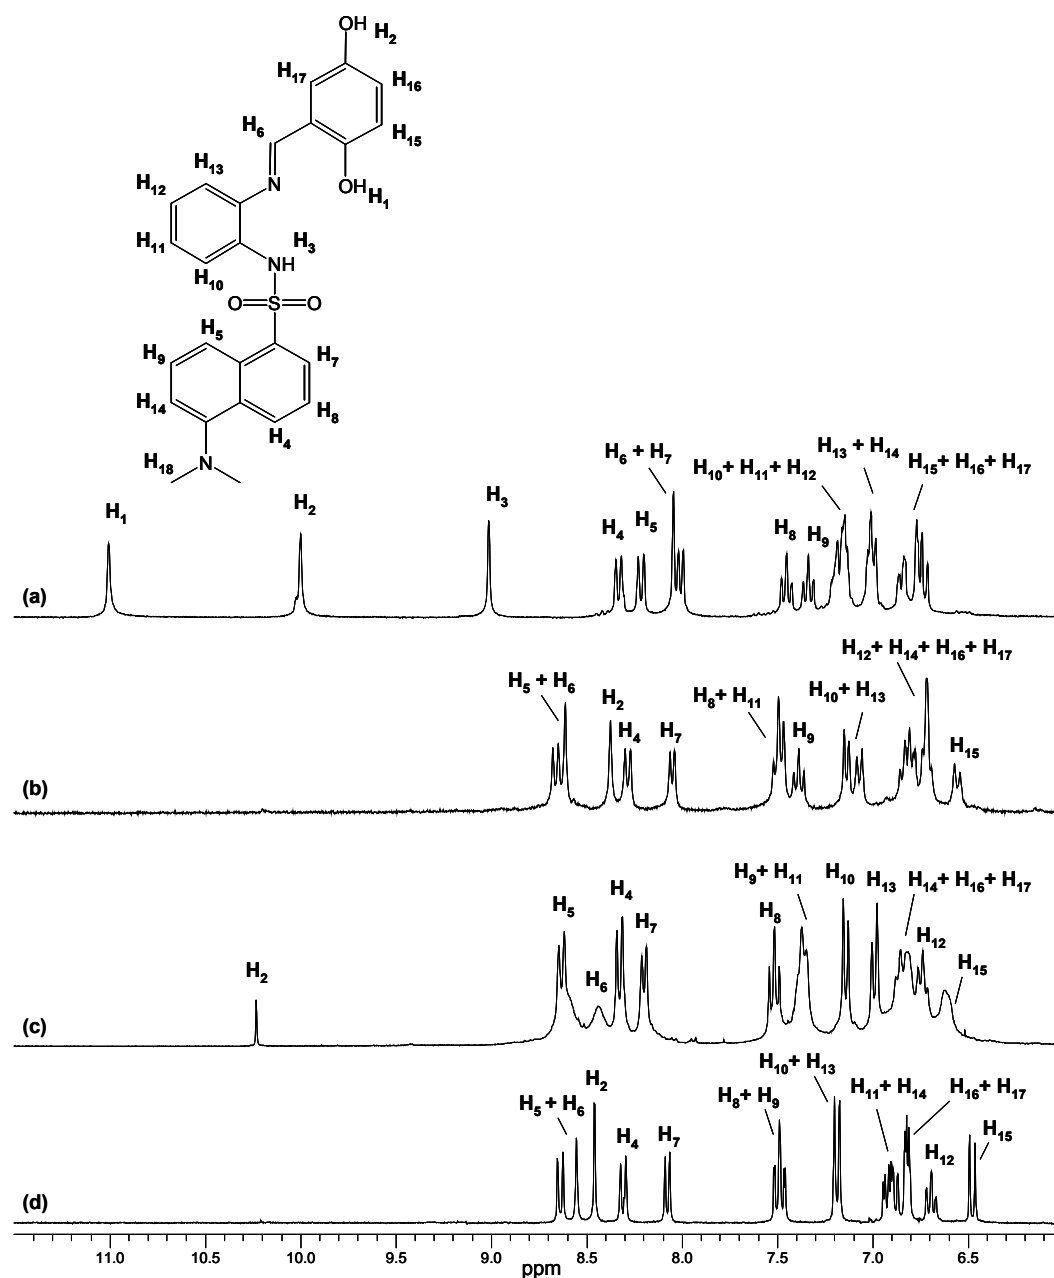 OH H₂
H₁₇ H₁₆
H₆ H₁₅
H₁₃
H₁₂ N OH H₁
H₁₁ H₃
NH
H₁₀
O S O
H₅
H₉ H₇
H₁₄ H₈
H₄
H₁₈ N
H₁ H₂ H₃ H₄ H₅ H₆ + H₇ H₈ H₉ H₁₀+ H₁₁+ H₁₂ H₁₃ + H₁₄ H₁₅+ H₁₆+ H₁₇
(a)
H₅ + H₆ H₂ H₄ H₇ H₈+ H₁₁ H₉ H₁₀+ H₁₃ H₁₂+ H₁₄+ H₁₆+ H₁₇ H₁₅
(b)
H₂ H₅ H₆ H₄ H₇ H₈ H₉+ H₁₁ H₁₀ H₁₃ H₁₄+ H₁₆+ H₁₇ H₁₂ H₁₅
(c)
H₅ + H₆ H₂ H₄ H₇ H₈+ H₉ H₁₀+ H₁₃ H₁₁+ H₁₄ H₁₆+ H₁₇ H₁₂ H₁₅
(d)
11.0 10.5 10.0 9.5 9.0 8.5 8.0 7.5 7.0 6.5
ppm